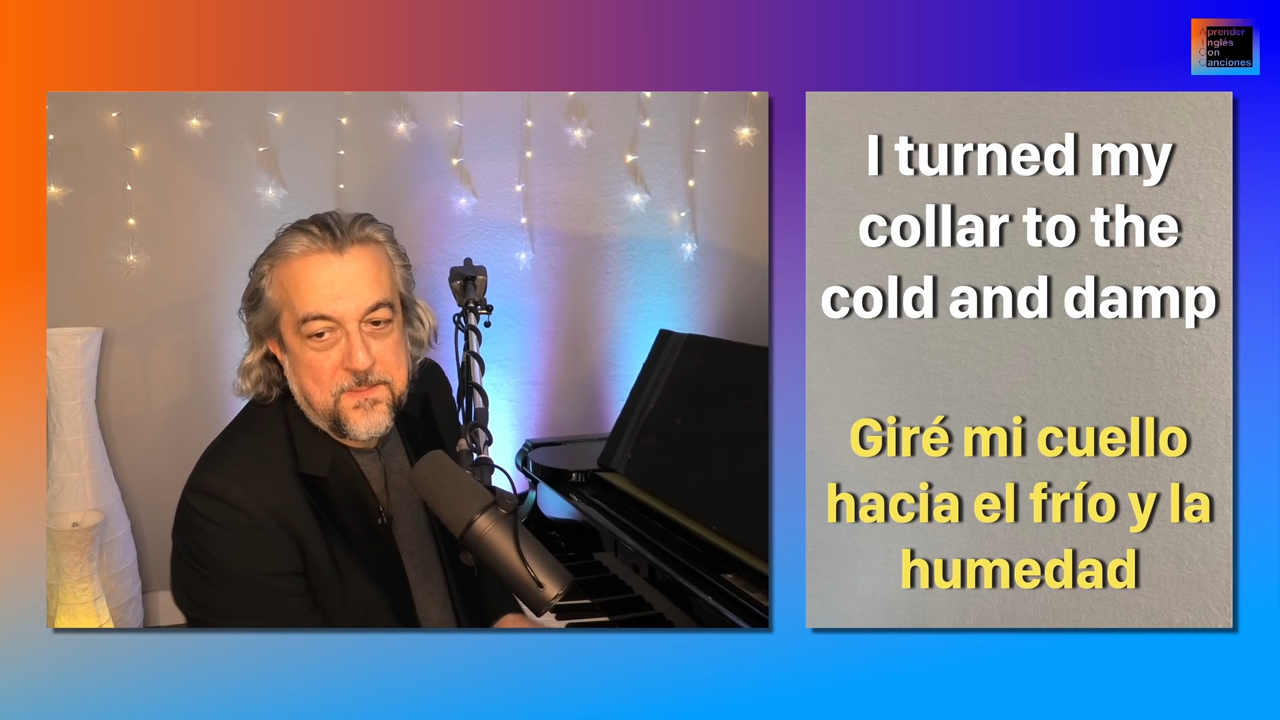 Aprender
Inglés
Con
Canciones
I turned my
collar to the
cold and damp
Giré mi cuello
hacia el frío y la
humedad